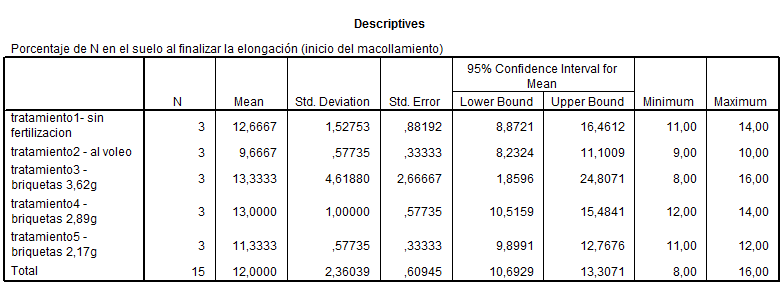 Descriptives
Porcentaje de N en el suelo al finalizar la elongación (inicio del macollamiento)
95% Confidence Interval for Mean
N Mean Std. Deviation Std. Error Lower Bound Upper Bound Minimum Maximum
tratamiento1- sin fertilizacion 3 12,6667 1,52753 ,88192 8,8721 16,4612 11,00 14,00
tratamiento2 - al voleo 3 9,6667 ,57735 ,33333 8,2324 11,1009 9,00 10,00
tratamiento3 - briquetas 3,62g 3 13,3333 4,61880 2,66667 1,8596 24,8071 8,00 16,00
tratamiento4 - briquetas 2,89g 3 13,0000 1,00000 ,57735 10,5159 15,4841 12,00 14,00
tratamiento5 - briquetas 2,17g 3 11,3333 ,57735 ,33333 9,8991 12,7676 11,00 12,00
Total 15 12,0000 2,36039 ,60945 10,6929 13,3071 8,00 16,00